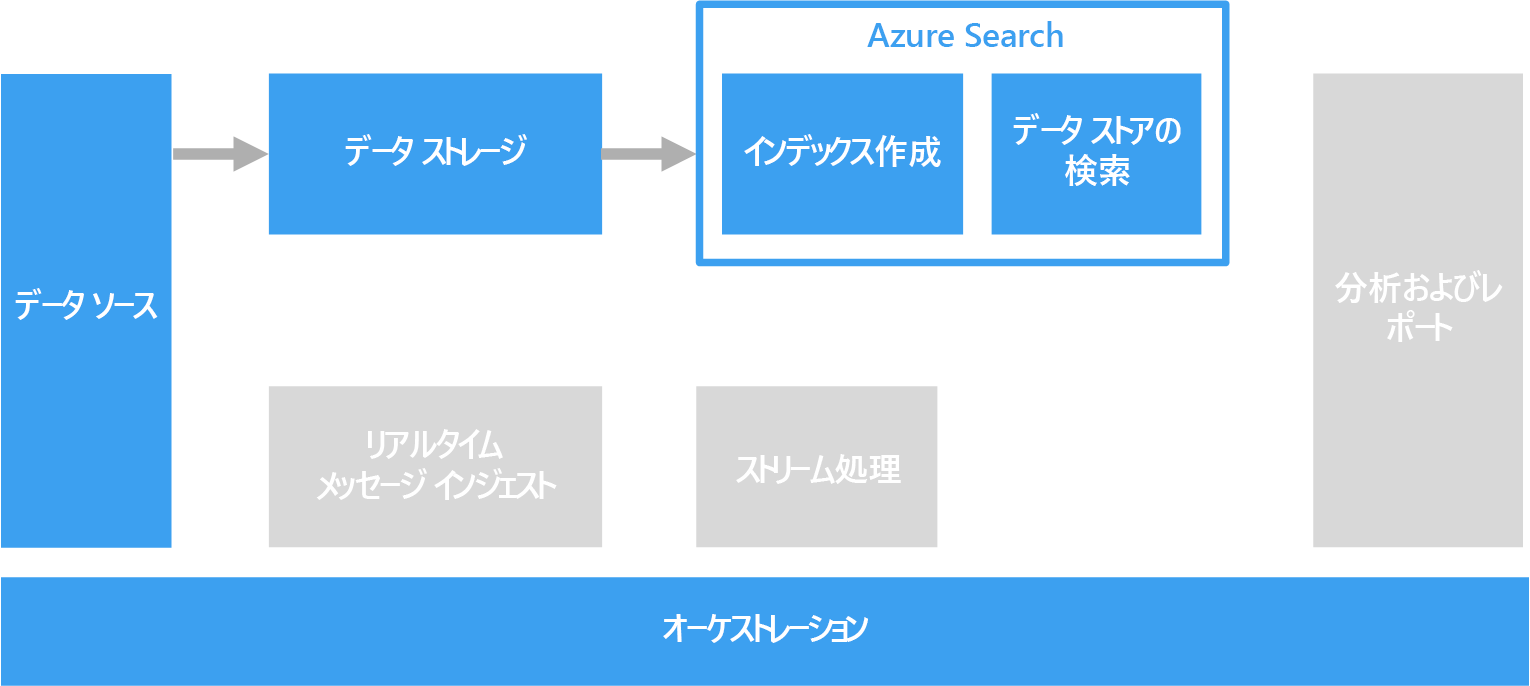 Azure Search
データ ソース
データ ストレージ
インデックス作成
データ ストアの
検索
分析およびレ
ポート
リアルタイム
メッセージ インジェスト
ストリーム処理
オーケストレーション